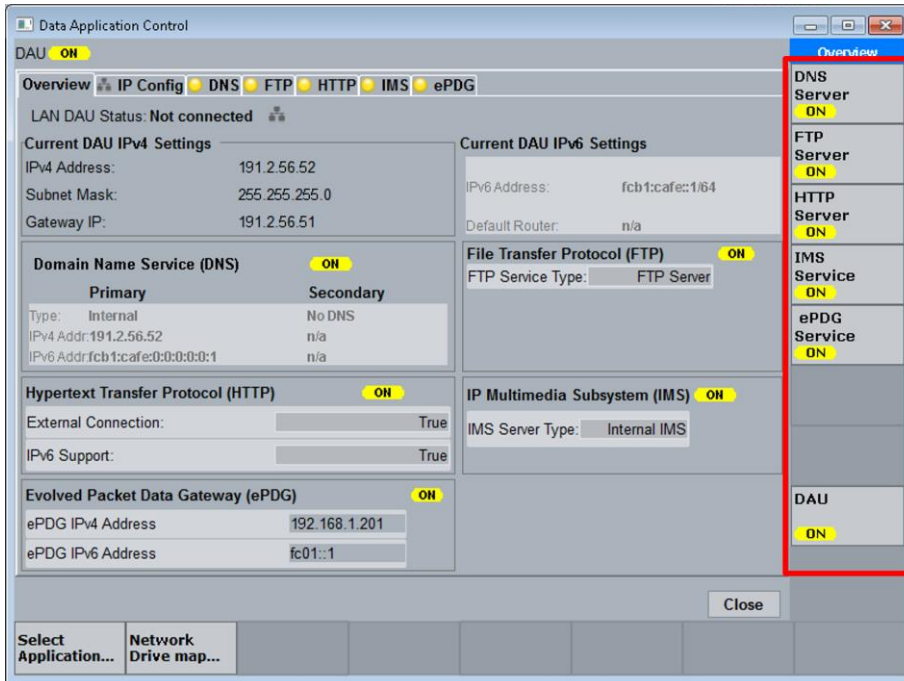 Data Application Control
DAU ON
Overview
Overview IP Config DNS FTP HTTP IMS ePDG
LAN DAU Status: Not connected
Current DAU IPv4 Settings
IPv4 Address: 191.2.56.52
Subnet Mask: 255.255.255.0
Gateway IP: 191.2.56.51
Current DAU IPv6 Settings
IPv6 Address: fcb1:cafe::1/64
Default Router: n/a
Domain Name Service (DNS) ON
Primary Secondary
Type: Internal No DNS
IPv4 Addr: 191.2.56.52 n/a
IPv6 Addr: fcb1:cafe:0:0:0:0:0:1 n/a
File Transfer Protocol (FTP) ON
FTP Service Type: FTP Server
Hypertext Transfer Protocol (HTTP) ON
External Connection: True
IPv6 Support: True
IP Multimedia Subsystem (IMS) ON
IMS Server Type: Internal IMS
Evolved Packet Data Gateway (ePDG) ON
ePDG IPv4 Address 192.168.1.201
ePDG IPv6 Address fc01::1
Close
DNS
Server
ON
FTP
Server
ON
HTTP
Server
ON
IMS
Service
ON
ePDG
Service
ON
DAU
ON
Select
Application...
Network
Drive map...